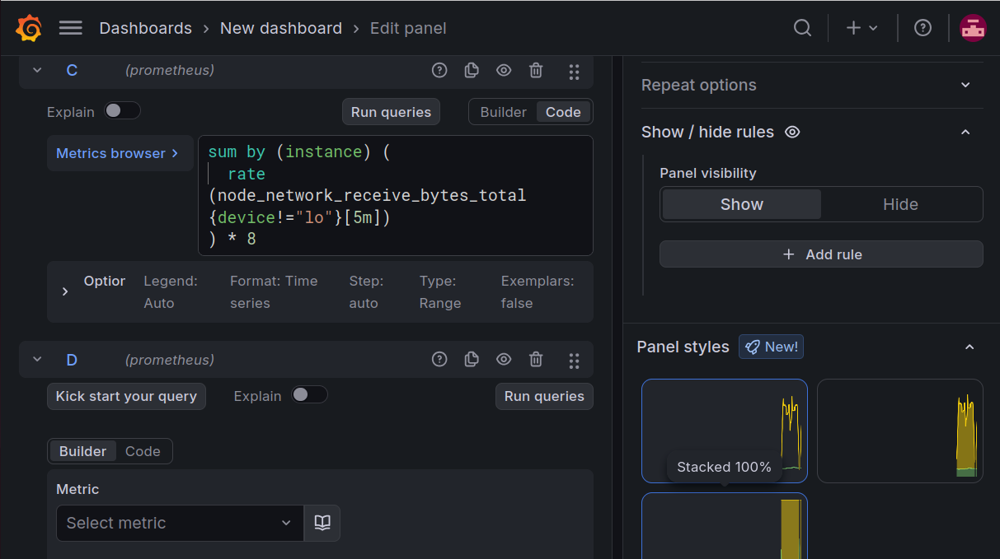 Dashboards › New dashboard › Edit panel
C (prometheus)
Explain Run queries Builder Code
Metrics browser >
sum by (instance) (
rate
(node_network_receive_bytes_total
{device!="lo"}[5m])
) * 8
Optior
Legend: Auto
Format: Time series
Step: auto
Type: Range
Exemplars: false
D (prometheus)
Kick start your query Explain Run queries
Builder Code
Metric
Select metric
Repeat options
Show / hide rules
Panel visibility
Show Hide
+ Add rule
Panel styles New!
Stacked 100%